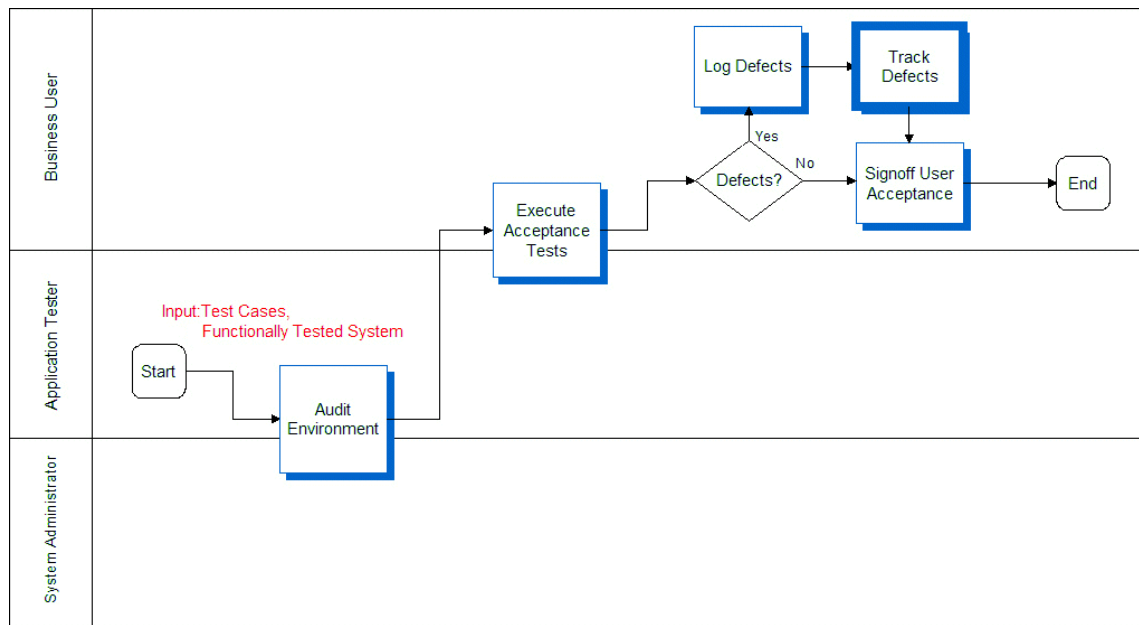 Business User
Log Defects
Track
Defects
Yes
Defects?
No
Signoff User
Acceptance
End
Execute
Acceptance
Tests
Application Tester
Input:Test Cases,
Functionally Tested System
Start
Audit
Environment
System Administrator